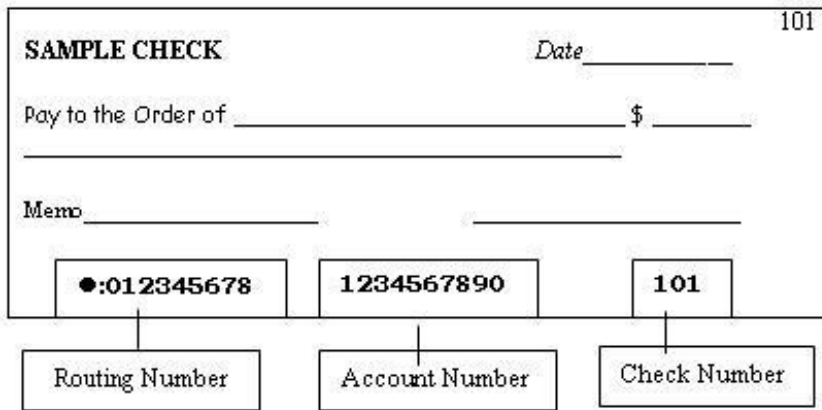 101
SAMPLE CHECK Date
Pay to the Order of $
Memo
●:012345678 1234567890 101
Routing Number Account Number Check Number